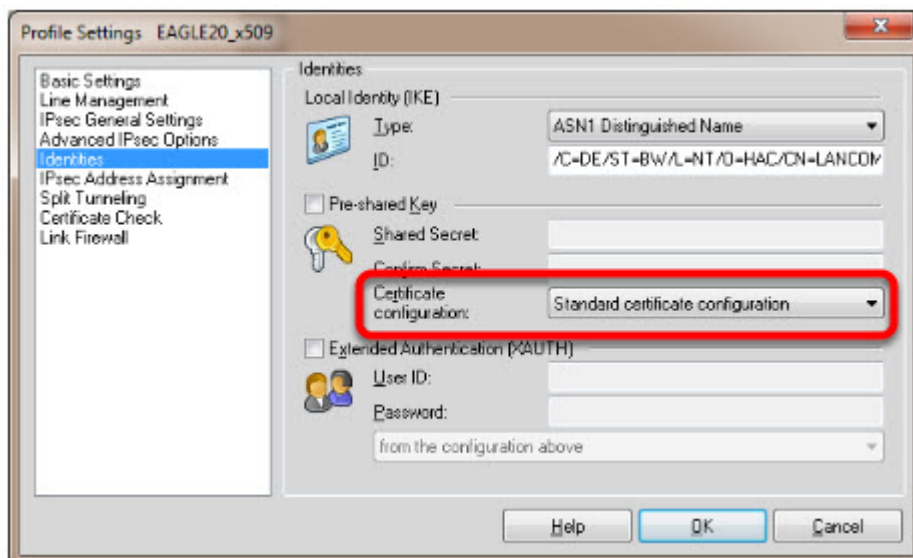 Profile Settings EAGLE20_x509
Basic Settings
Line Management
IPsec General Settings
Advanced IPsec Options
Identities
IPsec Address Assignment
Split Tunneling
Certificate Check
Link Firewall
Identities
Local Identity (IKE)
Type: ASN1 Distinguished Name
ID: /C=DE/ST=BW/L=NT/O=HAC/CN=LANCOM
Pre-shared Key
Shared Secret:
Confirm Secret:
Certificate
configuration: Standard certificate configuration
Extended Authentication (XAUTH)
User ID:
Password:
from the configuration above
Help OK Cancel